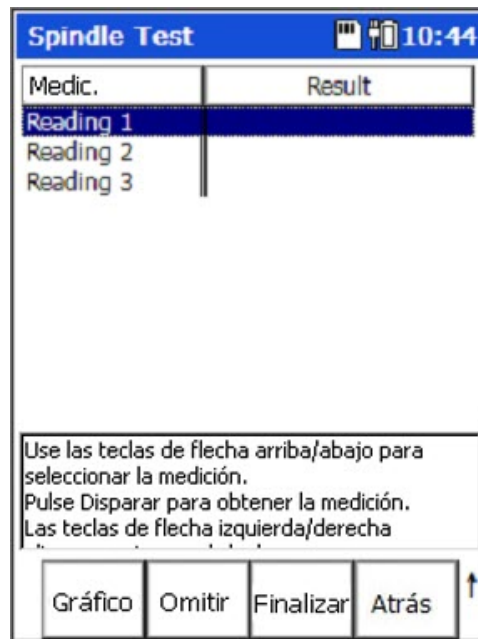 Spindle Test 10:44
Medic. Result
Reading 1
Reading 2
Reading 3
Use las teclas de flecha arriba/abajo para
seleccionar la medición.
Pulse Disparar para obtener la medición.
Las teclas de flecha izquierda/derecha
Gráfico Omitir Finalizar Atrás ↑